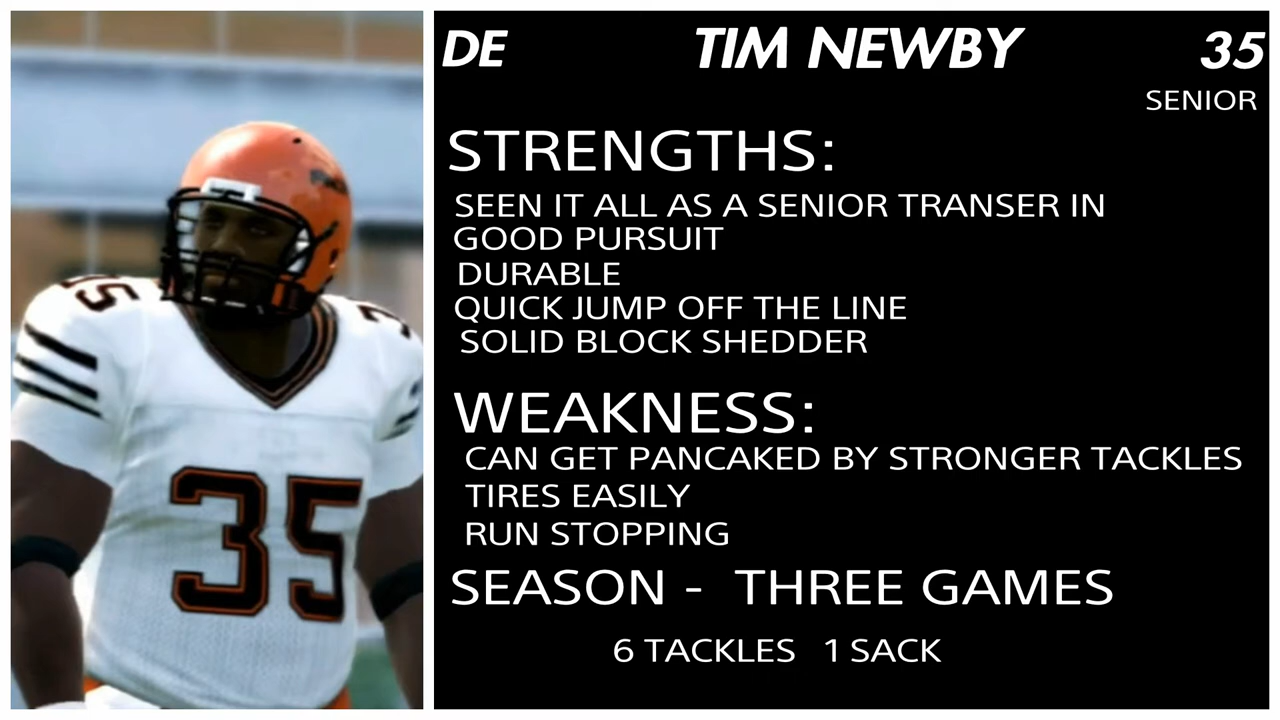 DE TIM NEWBY 35
SENIOR
STRENGTHS:
SEEN IT ALL AS A SENIOR TRANSER IN
GOOD PURSUIT
DURABLE
QUICK JUMP OFF THE LINE
SOLID BLOCK SHEDDER
WEAKNESS:
CAN GET PANCAKED BY STRONGER TACKLES
TIRES EASILY
RUN STOPPING
SEASON - THREE GAMES
6 TACKLES 1 SACK
35
35